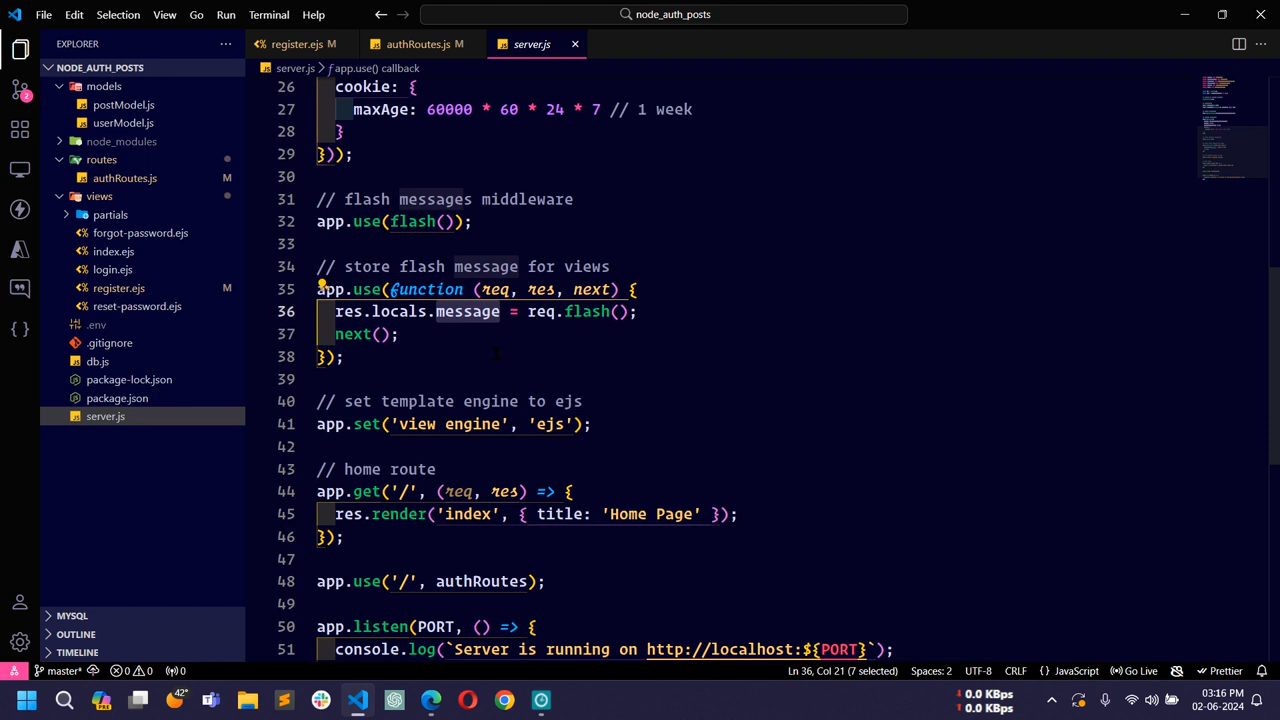 File Edit Selection View Go Run Terminal Help
node_auth_posts
EXPLORER
register.ejs M
authRoutes.js M
server.js
NODE_AUTH_POSTS
models
postModel.js
userModel.js
node_modules
routes
authRoutes.js M
views
partials
forgot-password.ejs
index.ejs
login.ejs
register.ejs M
reset-password.ejs
.env
.gitignore
db.js
package-lock.json
package.json
server.js
MYSQL
OUTLINE
TIMELINE
server.js > app.use() callback
26 cookie: {
27 maxAge: 60000 * 60 * 24 * 7 // 1 week
28 }
29 }));
30
31 // flash messages middleware
32 app.use(flash());
33
34 // store flash message for views
35 app.use(function (req, res, next) {
36 res.locals.message = req.flash();
37 next();
38 });
39
40 // set template engine to ejs
41 app.set('view engine', 'ejs');
42
43 // home route
44 app.get('/', (req, res) => {
45 res.render('index', { title: 'Home Page' });
46 });
47
48 app.use('/', authRoutes);
49
50 app.listen(PORT, () => {
51 console.log(`Server is running on http://localhost:${PORT}`);
2
master* 0 0 0 Ln 36, Col 21 (7 selected) Spaces: 2 UTF-8 CRLF {} JavaScript Go Live Prettier
PRE
42°
0.0 KBps
0.0 KBps
03:16 PM
02-06-2024